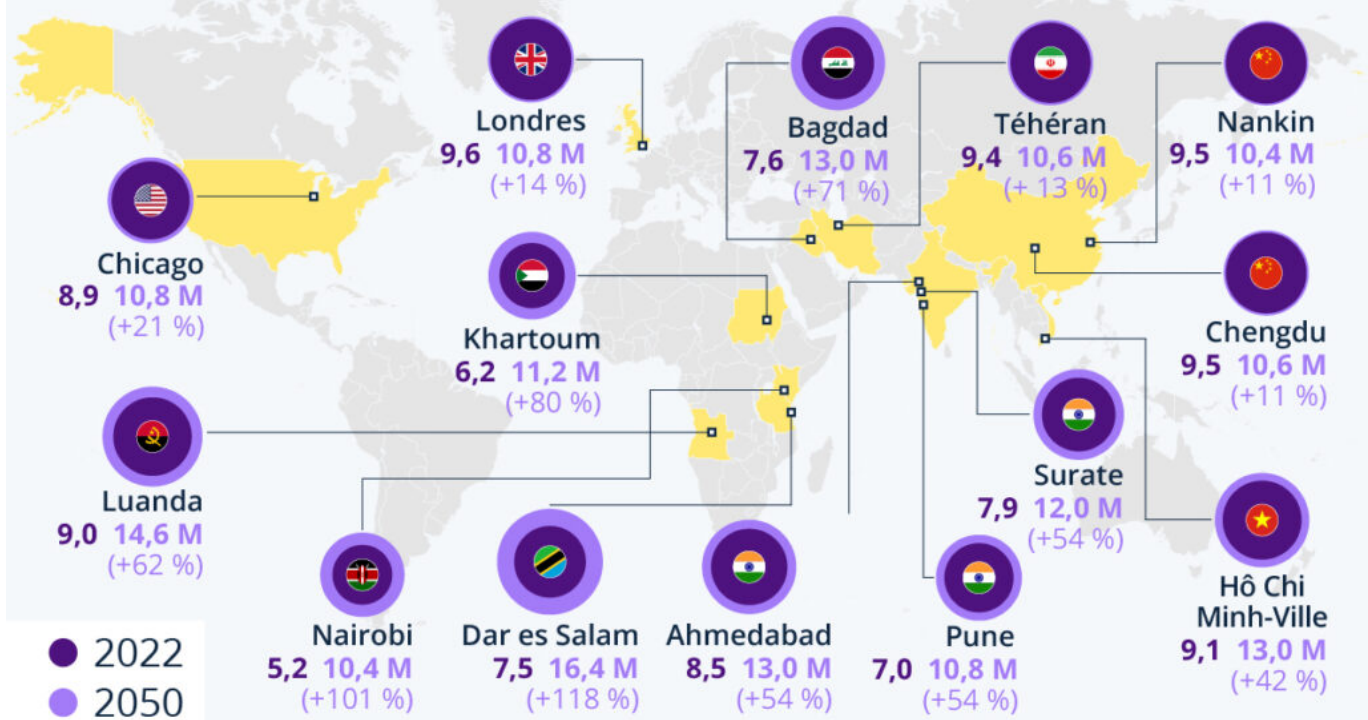 Londres
9,6 10,8 M
(+14 %)
Bagdad
7,6 13,0 M
(+71 %)
Téhéran
9,4 10,6 M
(+ 13 %)
Nankin
9,5 10,4 M
(+11 %)
Chicago
8,9 10,8 M
(+21 %)
Khartoum
6,2 11,2 M
(+80 %)
Chengdu
9,5 10,6 M
(+11 %)
Luanda
9,0 14,6 M
(+62 %)
Surate
7,9 12,0 M
(+54 %)
Nairobi
5,2 10,4 M
(+101 %)
Dar es Salam
7,5 16,4 M
(+118 %)
Ahmedabad
8,5 13,0 M
(+54 %)
Pune
7,0 10,8 M
(+54 %)
Hô Chi
Minh-Ville
9,1 13,0 M
(+42 %)
2022
2050